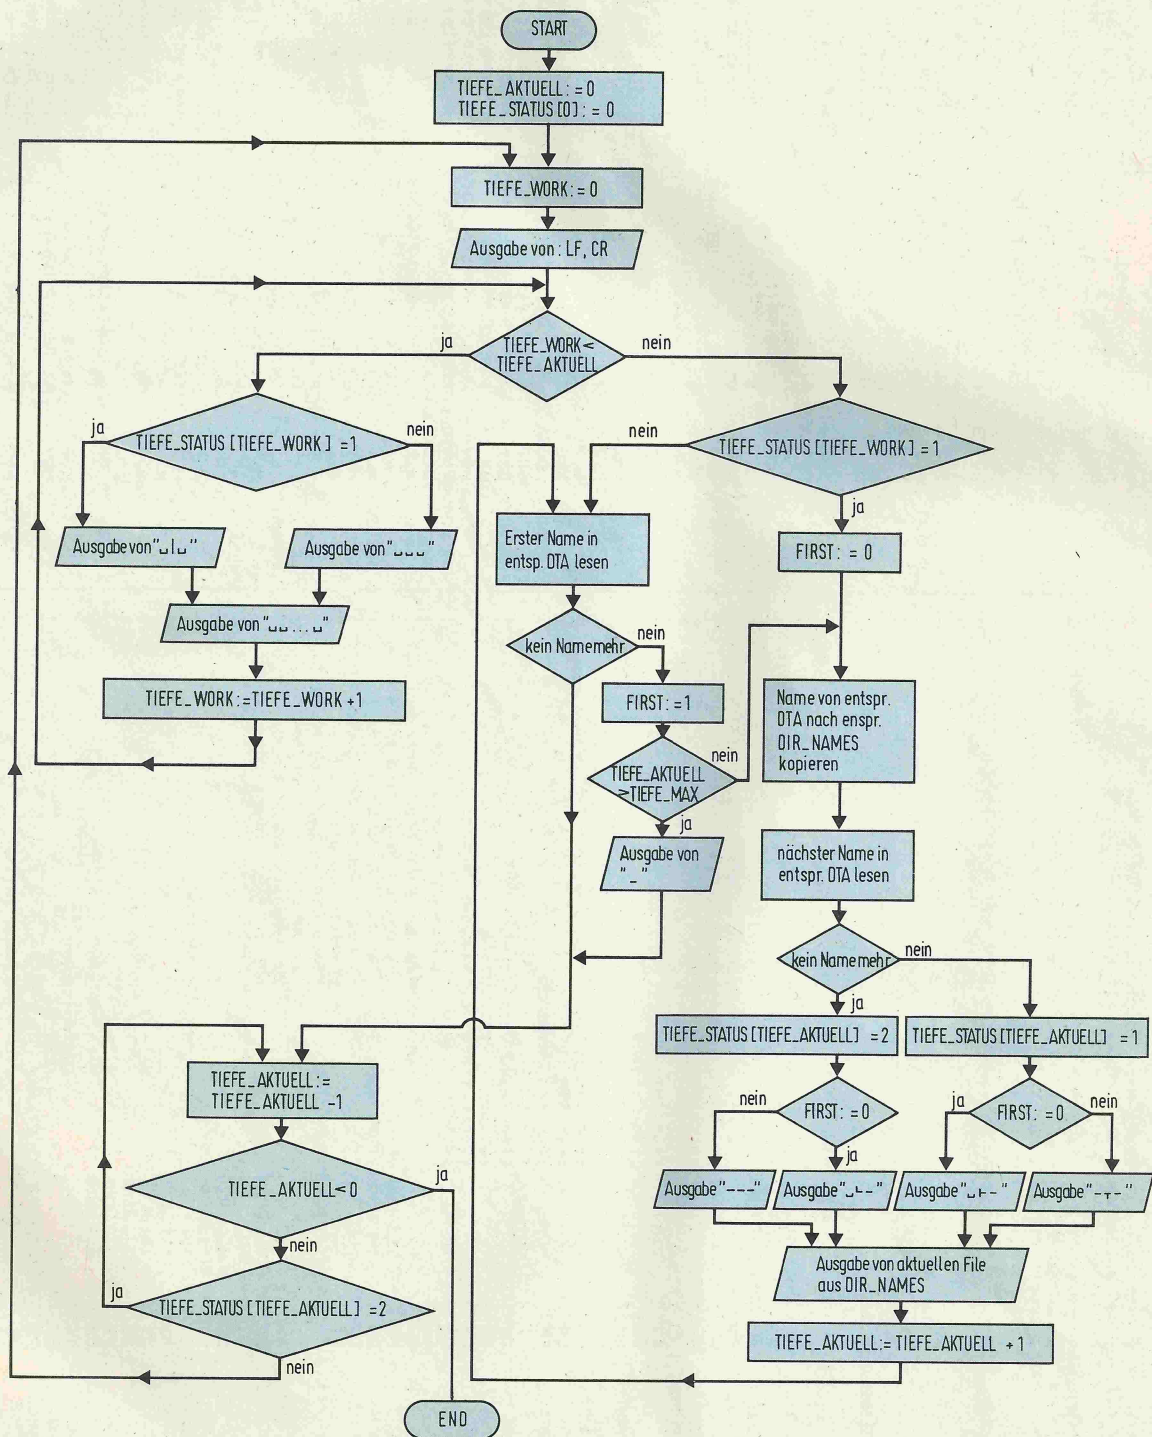 START
TIEFE_AKTUELL:=0
TIEFE_STATUS[0]:=0
TIEFE_WORK:=0
Ausgabe von: LF, CR
TIEFE_WORK<
TIEFE_AKTUELL
ja
nein
TIEFE_STATUS[TIEFE_WORK] =1
ja
nein
Ausgabe von "␣|␣"
Ausgabe von "␣␣␣"
Ausgabe von "␣␣...␣"
TIEFE_WORK:=TIEFE_WORK +1
TIEFE_STATUS[TIEFE_WORK] =1
nein
ja
Erster Name in
entsp. DTA lesen
kein Name mehr
nein
FIRST:=1
TIEFE_AKTUELL
≥TIEFE_MAX
nein
ja
Ausgabe von
"_"
FIRST:=0
Name von entspr.
DTA nach enspr.
DIR_NAMES
kopieren
nächster Name in
entspr. DTA lesen
kein Name mehr
nein
ja
TIEFE_STATUS[TIEFE_AKTUELL] =2
TIEFE_STATUS[TIEFE_AKTUELL] =1
FIRST:=0
nein
ja
FIRST:=0
ja
nein
Ausgabe "---"
Ausgabe "␣└-"
Ausgabe "␣├-"
Ausgabe "-┬-"
Ausgabe von aktuellen File
aus DIR_NAMES
TIEFE_AKTUELL:=TIEFE_AKTUELL +1
TIEFE_AKTUELL:=
TIEFE_AKTUELL -1
TIEFE_AKTUELL<0
ja
nein
TIEFE_STATUS[TIEFE_AKTUELL] =2
ja
nein
END